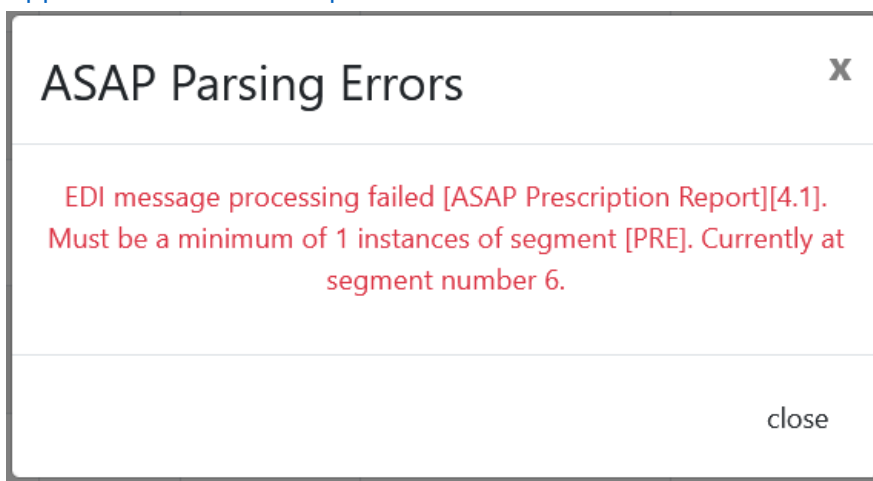 ASAP Parsing Errors
x
EDI message processing failed [ASAP Prescription Report][4.1].
Must be a minimum of 1 instances of segment [PRE]. Currently at
segment number 6.
close